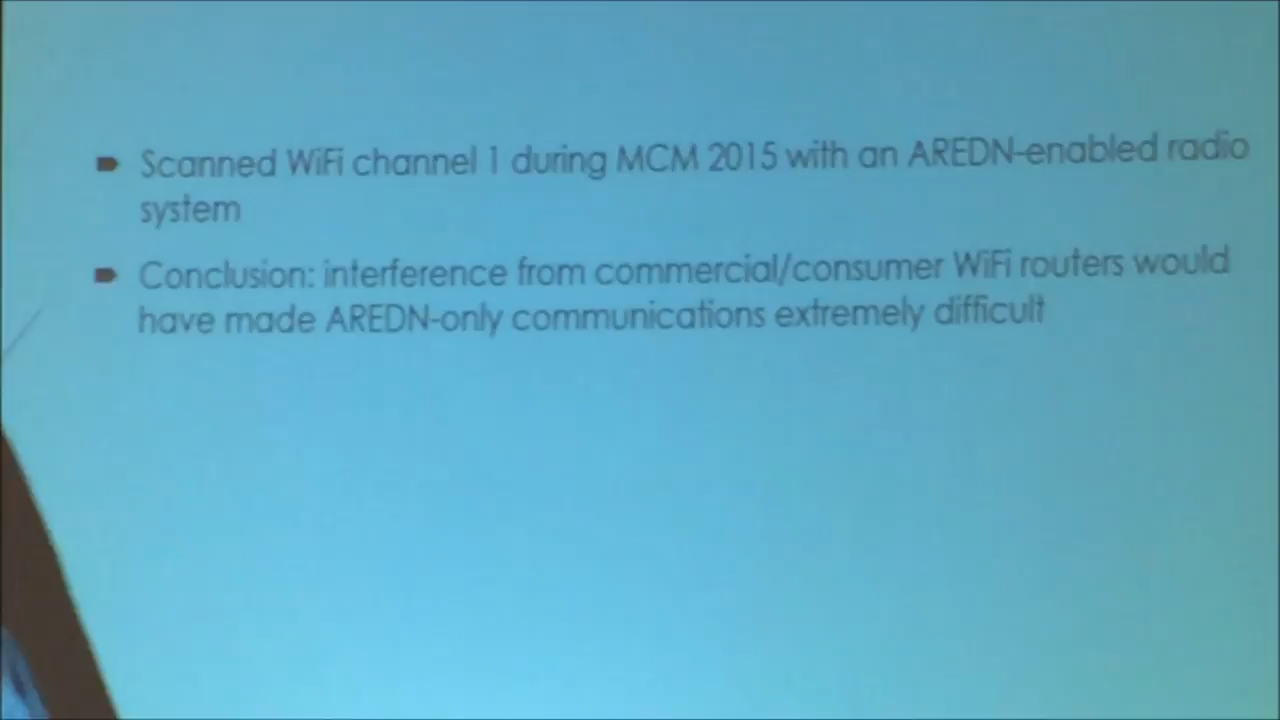 Scanned WiFi channel 1 during MCM 2015 with an AREDN-enabled radio
system
Conclusion: interference from commercial/consumer WiFi routers would
have made AREDN-only communications extremely difficult